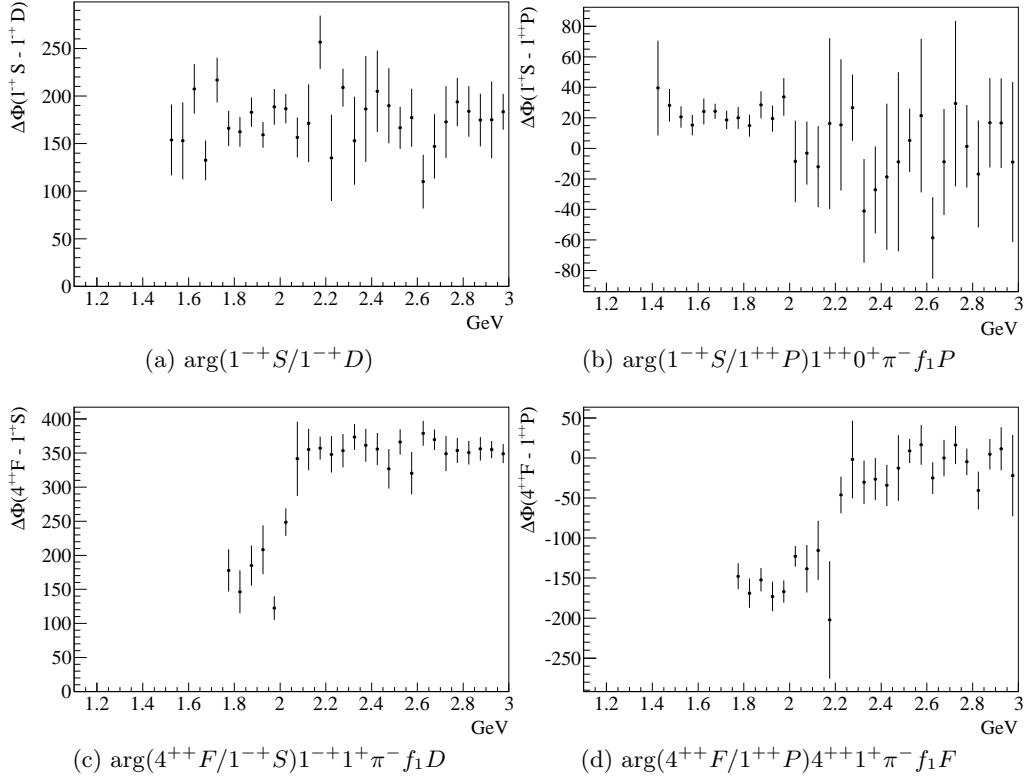 ΔΦ(1⁻⁺ S - 1⁻⁺ D)
250
200
150
100
50
0
1.2 1.4 1.6 1.8 2 2.2 2.4 2.6 2.8 3
GeV
(a) arg(1⁻⁺S/1⁻⁺D)
ΔΦ(1⁻⁺S - 1⁺⁺P)
80
60
40
20
0
-20
-40
-60
-80
1.2 1.4 1.6 1.8 2 2.2 2.4 2.6 2.8 3
GeV
(b) arg(1⁻⁺S/1⁺⁺P)1⁺⁺0⁺π⁻f₁P
ΔΦ(4⁺⁺F - 1⁻⁺S)
400
350
300
250
200
150
100
50
0
1.2 1.4 1.6 1.8 2 2.2 2.4 2.6 2.8 3
GeV
(c) arg(4⁺⁺F/1⁻⁺S)1⁻⁺1⁺π⁻f₁D
ΔΦ(4⁺⁺F - 1⁺⁺P)
50
0
-50
-100
-150
-200
-250
1.2 1.4 1.6 1.8 2 2.2 2.4 2.6 2.8 3
GeV
(d) arg(4⁺⁺F/1⁺⁺P)4⁺⁺1⁺π⁻f₁F